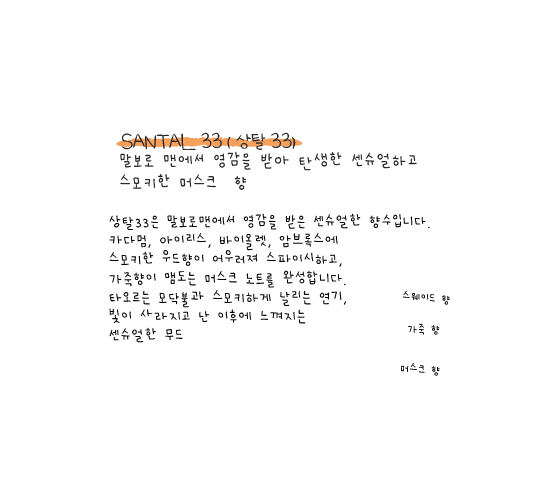 SANTAL 33 (상탈 33)
말보로 맨에서 영감을 받아 탄생한 센슈얼하고
스모키한 머스크 향
상탈33은 말보로맨에서 영감을 받은 센슈얼한 향수입니다.
카다멈, 아이리스, 바이올렛, 암브록스에
스모키한 우드향이 어우러져 스파이시하고,
가죽향이 맴도는 머스크 노트를 완성합니다.
타오르는 모닥불과 스모키하게 날리는 연기,
빛이 사라지고 난 이후에 느껴지는
센슈얼한 무드
스웨이드 향
가죽 향
머스크 향